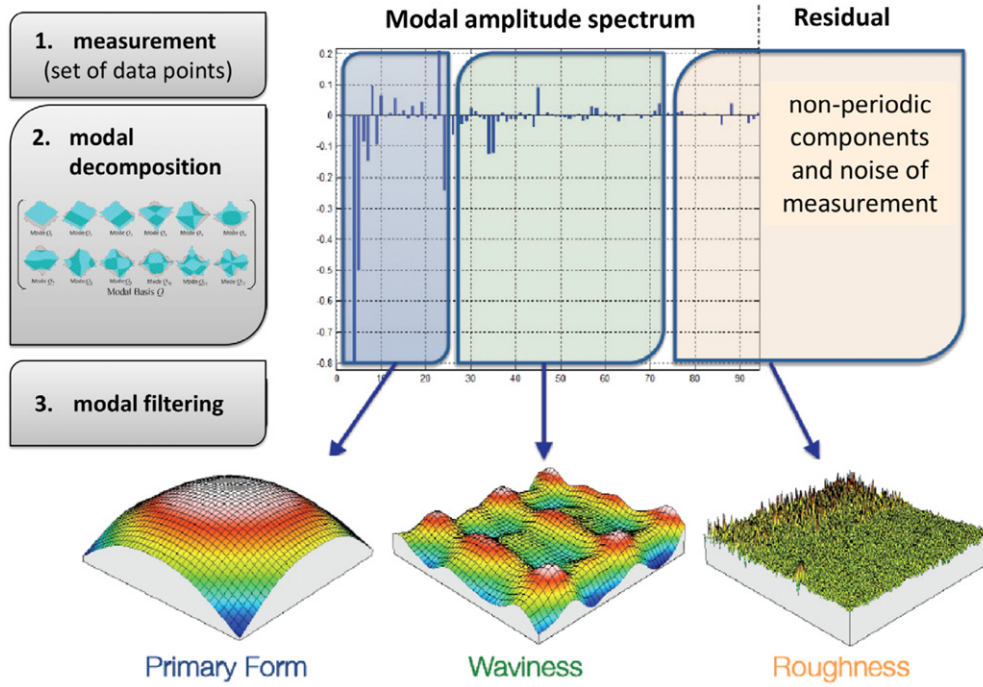 Modal amplitude spectrum
Residual
1. measurement
(set of data points)
2. modal
decomposition
Modal Basis Q
3. modal filtering
0.2
0.1
0
-0.1
-0.2
-0.3
-0.4
-0.5
-0.6
-0.7
-0.8
0 10 20 30 40 50 60 70 80 90
non-periodic
components
and noise of
measurement
Primary Form
Waviness
Roughness